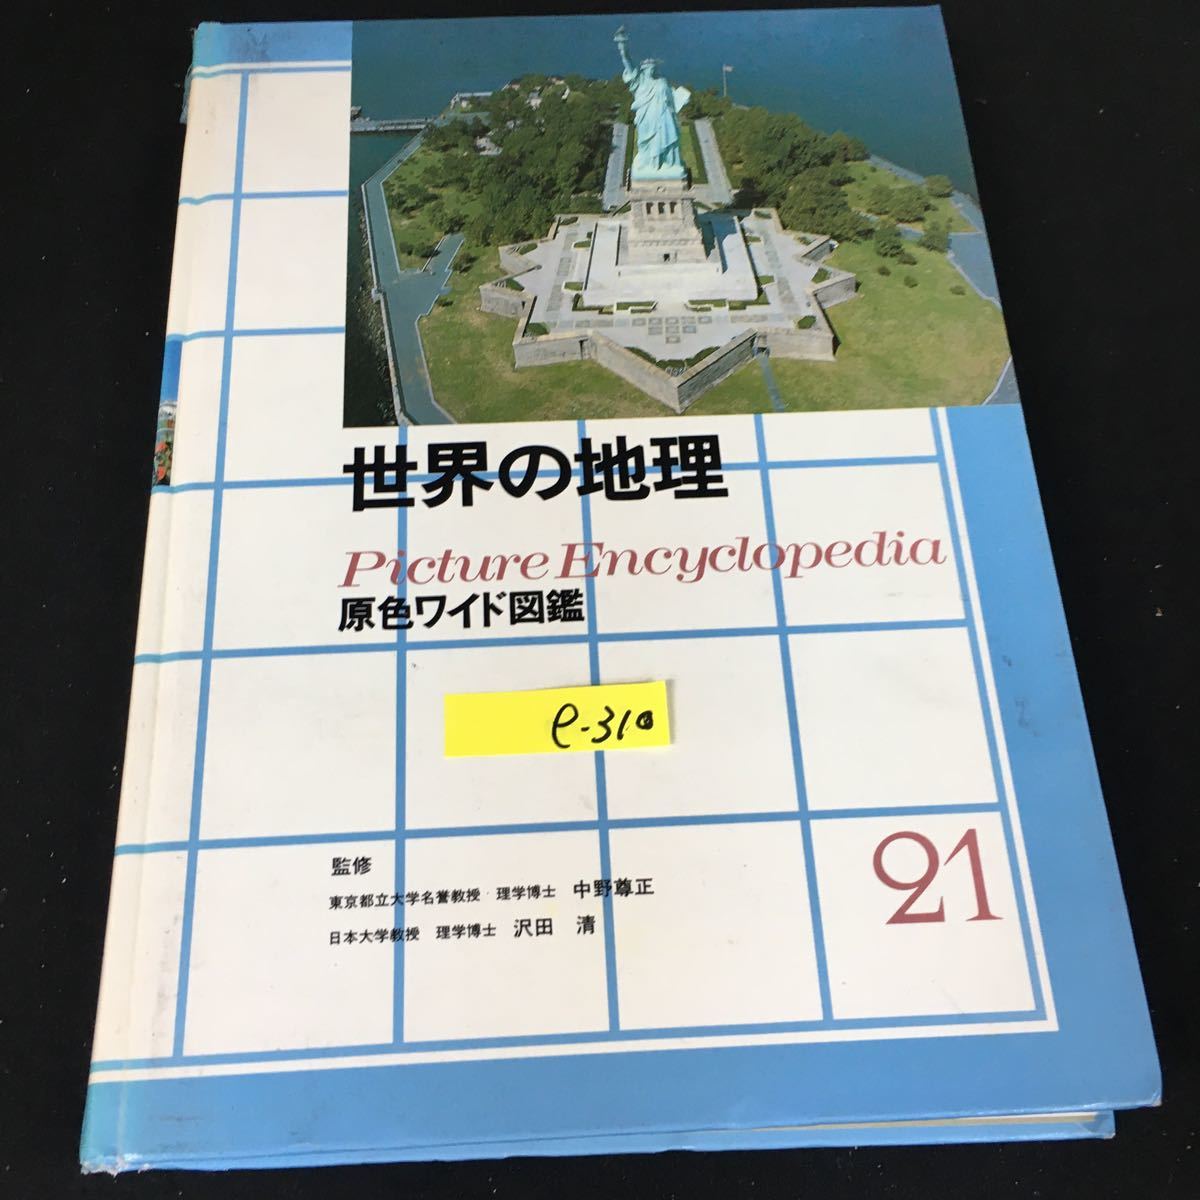 世界の地理
Picture Encyclopedia
原色ワイド図鑑
e-310
監修
東京都立大学名誉教授・理学博士 中野尊正
日本大学教授 理学博士 沢田 清
21